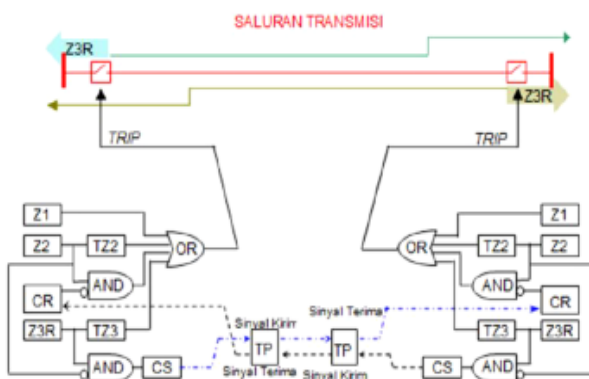 SALURAN TRANSMISI
Z3R
Z3R
TRIP
TRIP
Z1
Z1
Z2 TZ2 OR
OR TZ2 Z2
AND
AND
CR
CR
Z3R TZ3
TZ3 Z3R
Sinyal Kirim
Sinyal Terima
AND CS TP TP CS AND
Sinyal Terima
Sinyal Kirim